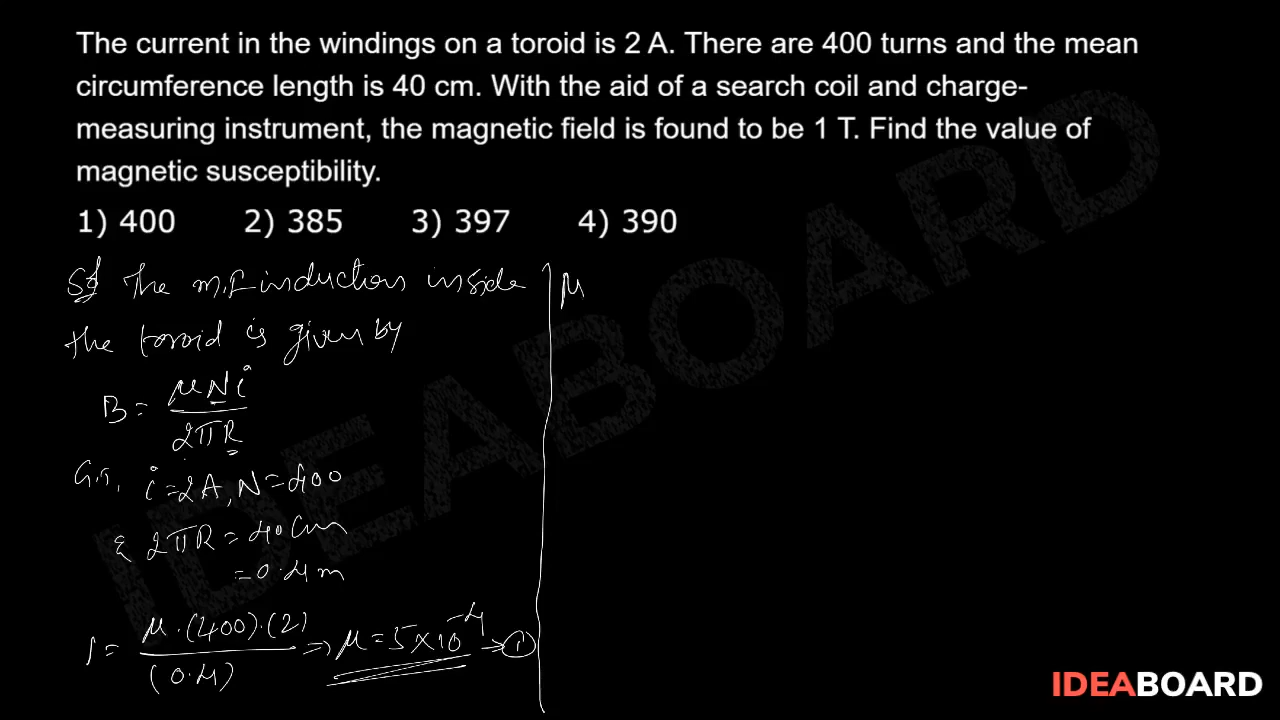 The current in the windings on a toroid is 2 A. There are 400 turns and the mean
circumference length is 40 cm. With the aid of a search coil and charge-
measuring instrument, the magnetic field is found to be 1 T. Find the value of
magnetic susceptibility.
1) 400 2) 385 3) 397 4) 390
Sol The M.F induction inside
the toroid is given by
B = μNi / 2πR
G.T, i = 2A, N = 400
& 2πR = 40 cm
= 0.4 m
1 = μ.(400).(2) / (0.4) ⇒ μ = 5×10⁻⁴ → ①
μ
IDEABOARD
IDEABOARD